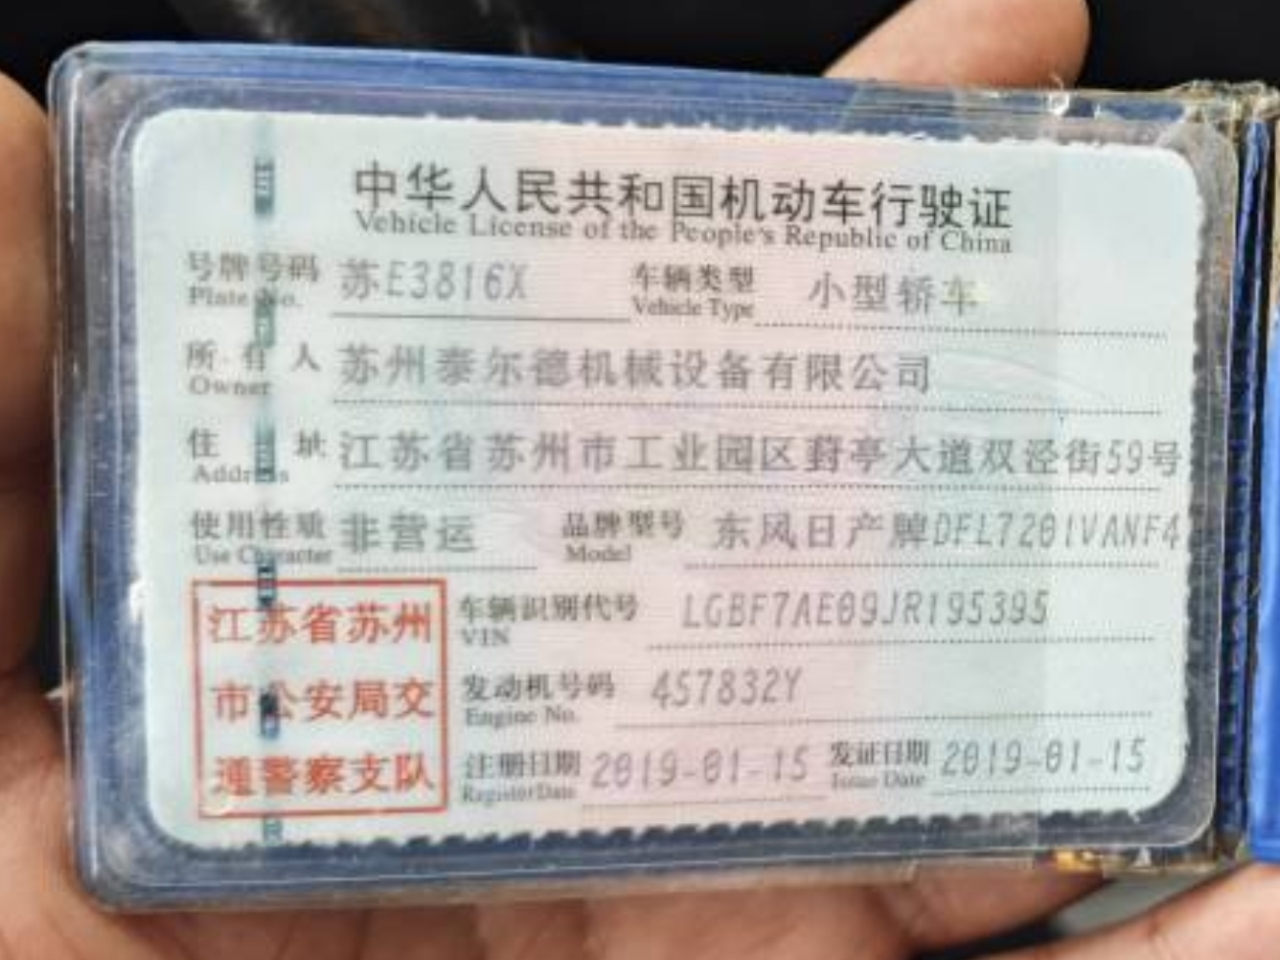 中华人民共和国机动车行驶证
Vehicle License of the People's Republic of China
号牌号码 苏E3816X 车辆类型 小型轿车
Plate No. Vehicle Type
所有人 苏州泰尔德机械设备有限公司
Owner
住址 江苏省苏州市工业园区葑亭大道双泾街59号
Address
使用性质 非营运 品牌型号 东风日产牌DFL7201VANF4
Use Character Model
江苏省苏州
市公安局交
通警察支队
车辆识别代号 LGBF7AE09JR195395
VIN
发动机号码 457832Y
Engine No.
注册日期 2019-01-15 发证日期 2019-01-15
Register Date Issue Date